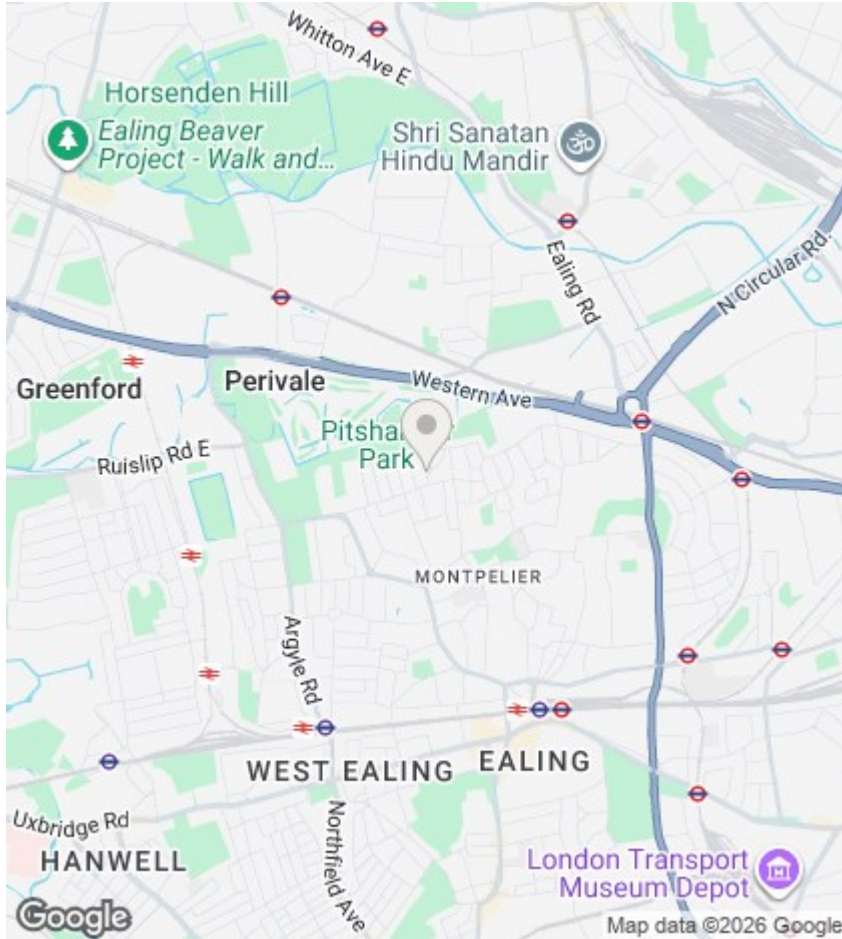 Whitton Ave E
Horsenden Hill
Ealing Beaver
Project - Walk and...
Shri Sanatan
Hindu Mandir
Ealing Rd
N Circular Rd.
Greenford
Perivale
Western Ave
Park
Ruislip Rd E
MONTPELIER
Argyle Rd
WEST EALING
EALING
Uxbridge Rd
Northfield Ave
HANWELL
London Transport
Museum Depot
Google
Map data ©2026 Google